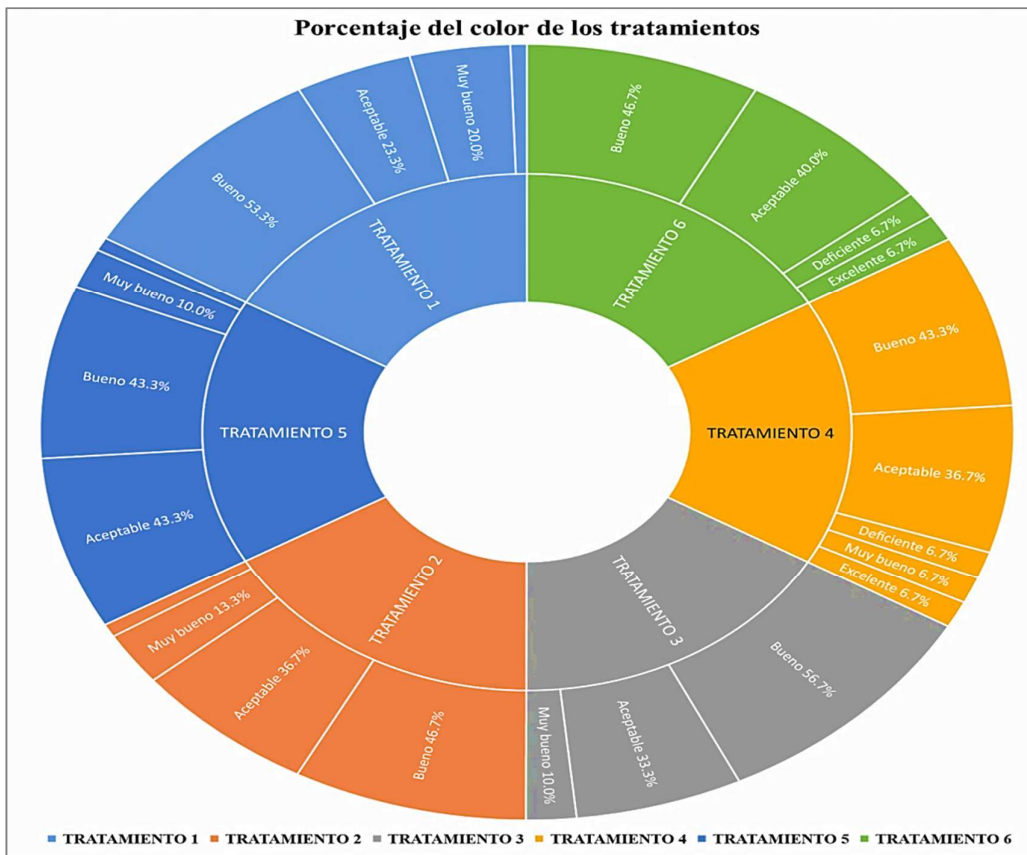 Porcentaje del color de los tratamientos
Bueno 46.7%
Aceptable 40.0%
Deficiente 6.7%
Excelente 6.7%
TRATAMIENTO 6
Bueno 43.3%
Aceptable 36.7%
Deficiente 6.7%
Muy bueno 6.7%
Excelente 6.7%
TRATAMIENTO 4
Bueno 56.7%
Aceptable 33.3%
Muy bueno 10.0%
TRATAMIENTO 3
Bueno 46.7%
Aceptable 36.7%
Muy bueno 13.3%
TRATAMIENTO 2
Aceptable 43.3%
Bueno 43.3%
Muy bueno 10.0%
TRATAMIENTO 5
Bueno 53.3%
Aceptable 23.3%
Muy bueno 20.0%
TRATAMIENTO 1
TRATAMIENTO 1 TRATAMIENTO 2 TRATAMIENTO 3 TRATAMIENTO 4 TRATAMIENTO 5 TRATAMIENTO 6